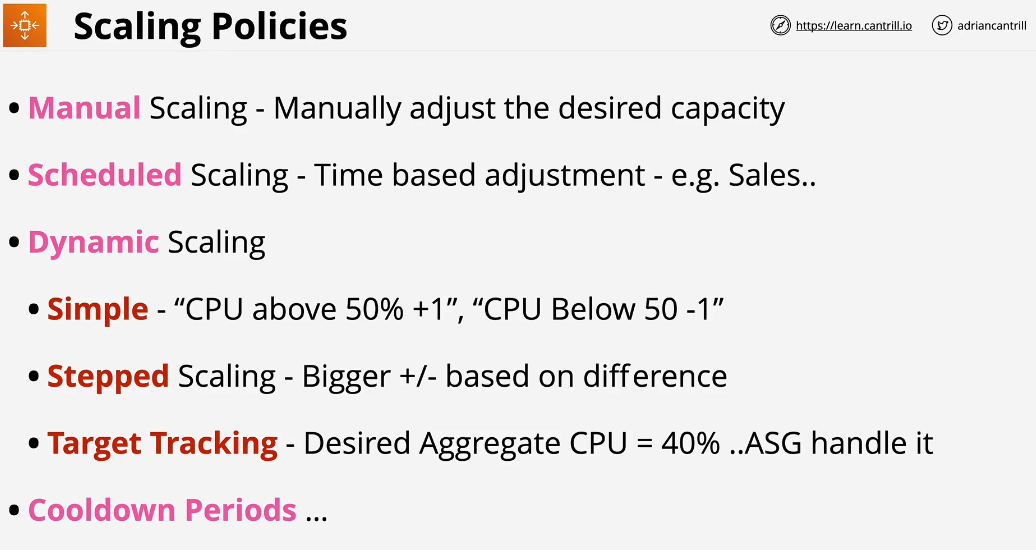 Scaling Policies
https://learn.cantrill.io
adriancantrill
• Manual Scaling - Manually adjust the desired capacity
• Scheduled Scaling - Time based adjustment - e.g. Sales..
• Dynamic Scaling
• Simple - “CPU above 50% +1”, “CPU Below 50 -1”
• Stepped Scaling - Bigger +/- based on difference
• Target Tracking - Desired Aggregate CPU = 40% ..ASG handle it
• Cooldown Periods ...